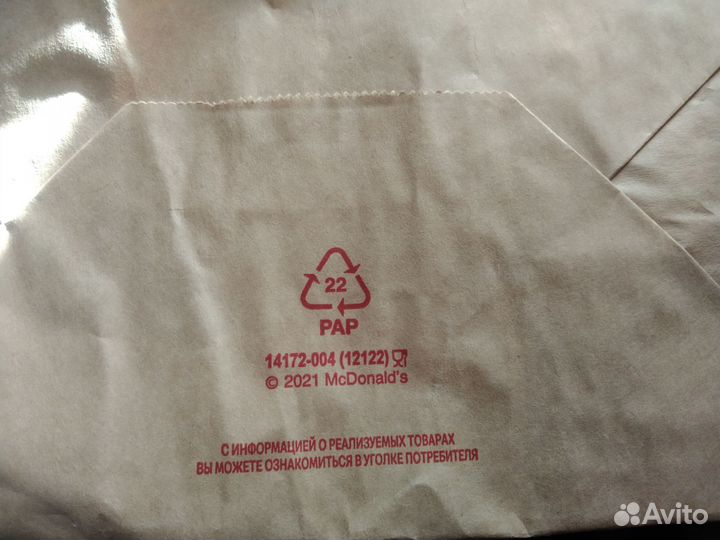 22
PAP
14172-004 (12122)
© 2021 McDonald's
С ИНФОРМАЦИЕЙ О РЕАЛИЗУЕМЫХ ТОВАРАХ
ВЫ МОЖЕТЕ ОЗНАКОМИТЬСЯ В УГОЛКЕ ПОТРЕБИТЕЛЯ
Avito